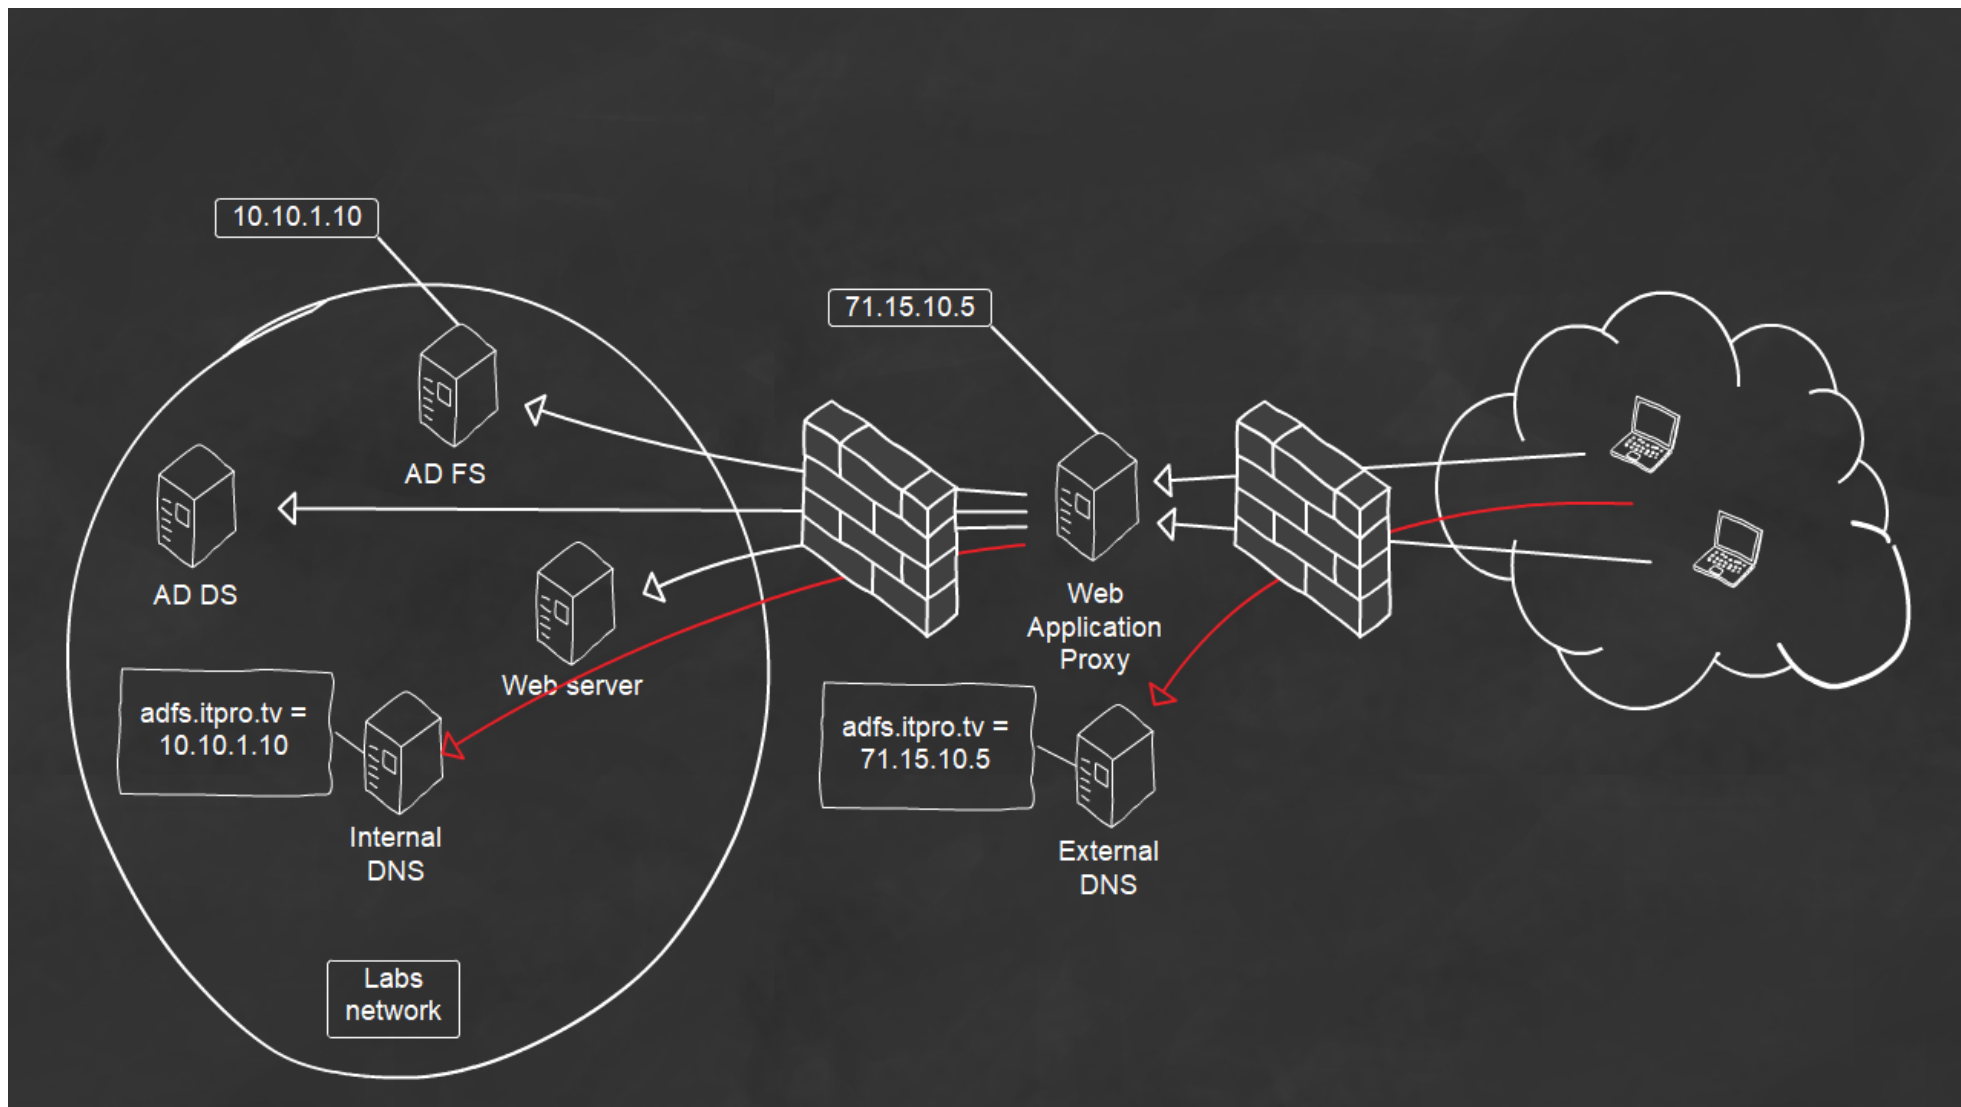 10.10.1.10
71.15.10.5
AD FS
AD DS
Web server
Web
Application
Proxy
adfs.itpro.tv =
10.10.1.10
adfs.itpro.tv =
71.15.10.5
Internal
DNS
External
DNS
Labs
network